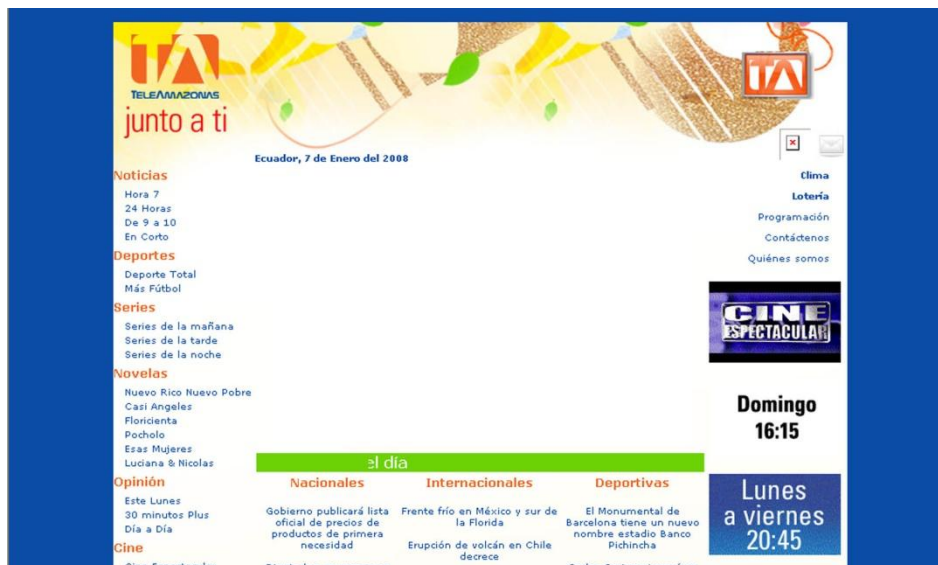 TA
TELEAMAZONAS
junto a ti
TA
Ecuador, 7 de Enero del 2008
Noticias
Hora 7
24 Horas
De 9 a 10
En Corto
Deportes
Deporte Total
Más Fútbol
Series
Series de la mañana
Series de la tarde
Series de la noche
Novelas
Nuevo Rico Nuevo Pobre
Casi Angeles
Floricienta
Pocholo
Esas Mujeres
Luciana & Nicolas
Opinión
Este Lunes
30 minutos Plus
Día a Día
Cine
el día
Nacionales
Gobierno publicará lista
oficial de precios de
productos de primera
necesidad
Internacionales
Frente frío en México y sur de
la Florida
Erupción de volcán en Chile
decrece
Deportivas
El Monumental de
Barcelona tiene un nuevo
nombre estadio Banco
Pichincha
Clima
Lotería
Programación
Contáctenos
Quiénes somos
CINE
ESPECTACULAR
Domingo
16:15
Lunes
a viernes
20:45